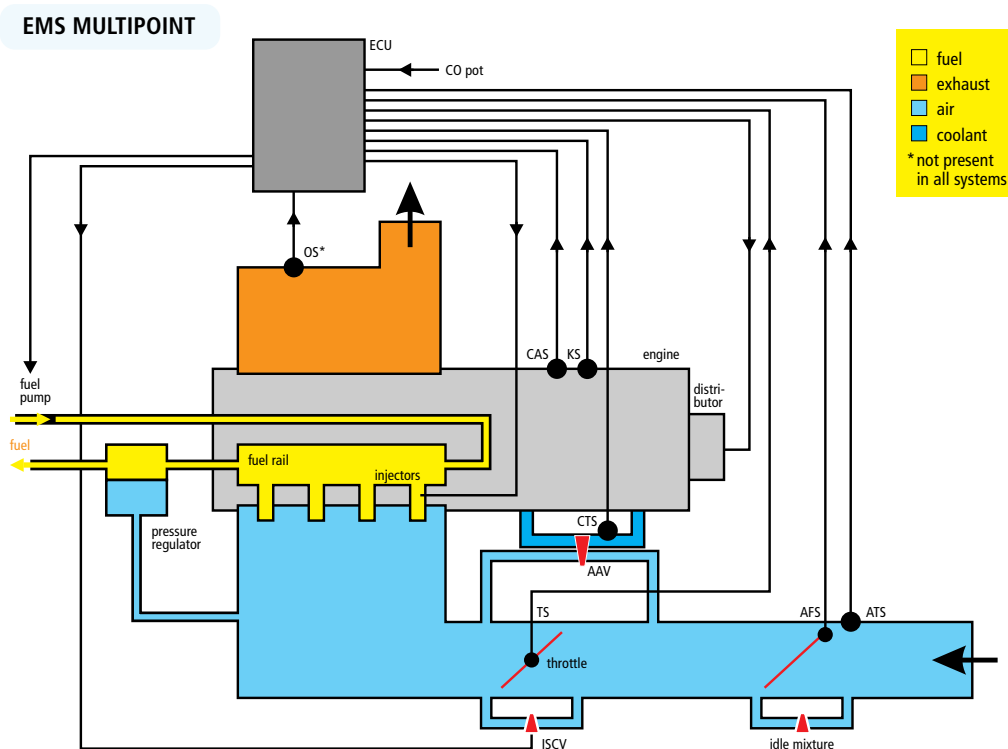 EMS MULTIPOINT
ECU
CO pot
fuel
exhaust
air
coolant
* not present
in all systems
OS*
CAS
KS
engine
fuel
pump
distri-
butor
fuel
fuel rail
injectors
pressure
regulator
CTS
AAV
TS
AFS
ATS
throttle
ISCV
idle mixture